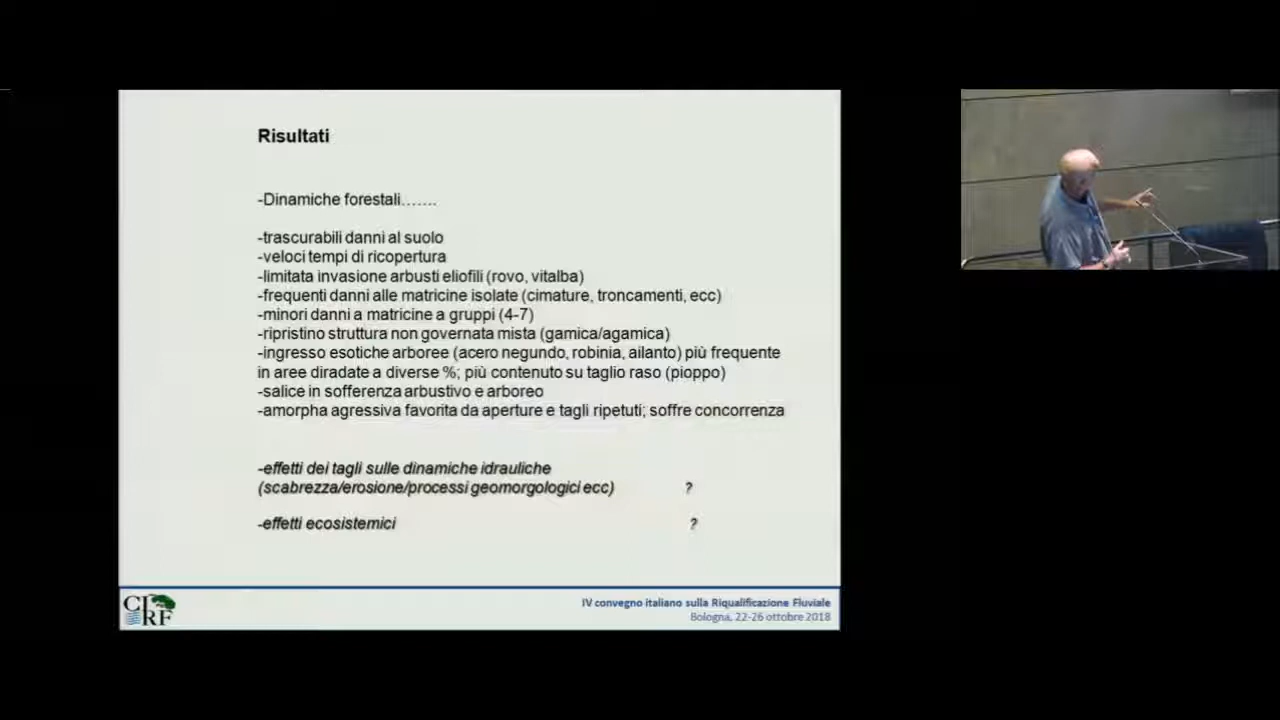 Risultati
-Dinamiche forestali.......
-trascurabili danni al suolo
-veloci tempi di ricopertura
-limitata invasione arbusti eliofili (rovo, vitalba)
-frequenti danni alle matricine isolate (cimature, troncamenti, ecc)
-minori danni a matricine a gruppi (4-7)
-ripristino struttura non governata mista (gamica/agamica)
-ingresso esotiche arboree (acero negundo, robinia, ailanto) più frequente
in aree diradate a diverse %; più contenuto su taglio raso (pioppo)
-salice in sofferenza arbustivo e arboreo
-amorpha agressiva favorita da aperture e tagli ripetuti; soffre concorrenza
-effetti dei tagli sulle dinamiche idrauliche
(scabrezza/erosione/processi geomorgologici ecc) ?
-effetti ecosistemici ?
CIRF
IV convegno italiano sulla Riqualificazione Fluviale
Bologna, 22-26 ottobre 2018